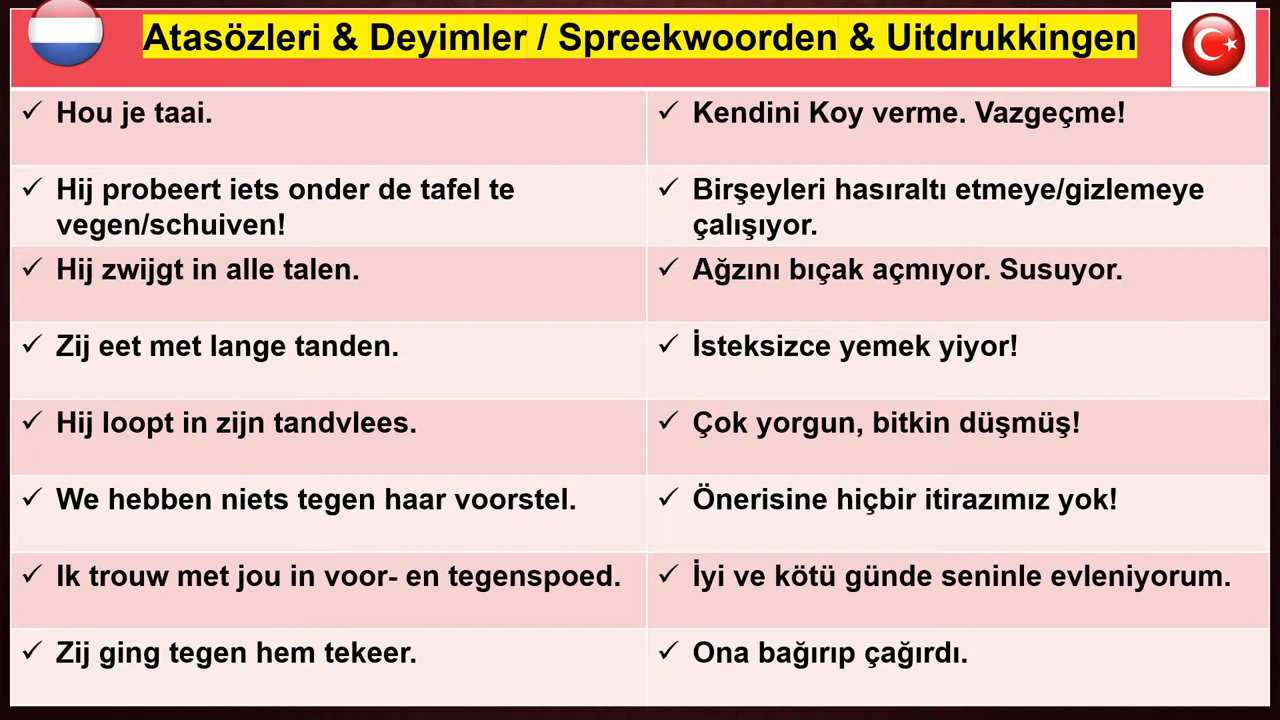 Atasözleri & Deyimler / Spreekwoorden & Uitdrukkingen
✓ Hou je taai.
✓ Kendini Koy verme. Vazgeçme!
✓ Hij probeert iets onder de tafel te
vegen/schuiven!
✓ Birşeyleri hasıraltı etmeye/gizlemeye
çalışıyor.
✓ Hij zwijgt in alle talen.
✓ Ağzını bıçak açmıyor. Susuyor.
✓ Zij eet met lange tanden.
✓ İsteksizce yemek yiyor!
✓ Hij loopt in zijn tandvlees.
✓ Çok yorgun, bitkin düşmüş!
✓ We hebben niets tegen haar voorstel.
✓ Önerisine hiçbir itirazımız yok!
✓ Ik trouw met jou in voor- en tegenspoed.
✓ İyi ve kötü günde seninle evleniyorum.
✓ Zij ging tegen hem tekeer.
✓ Ona bağırıp çağırdı.